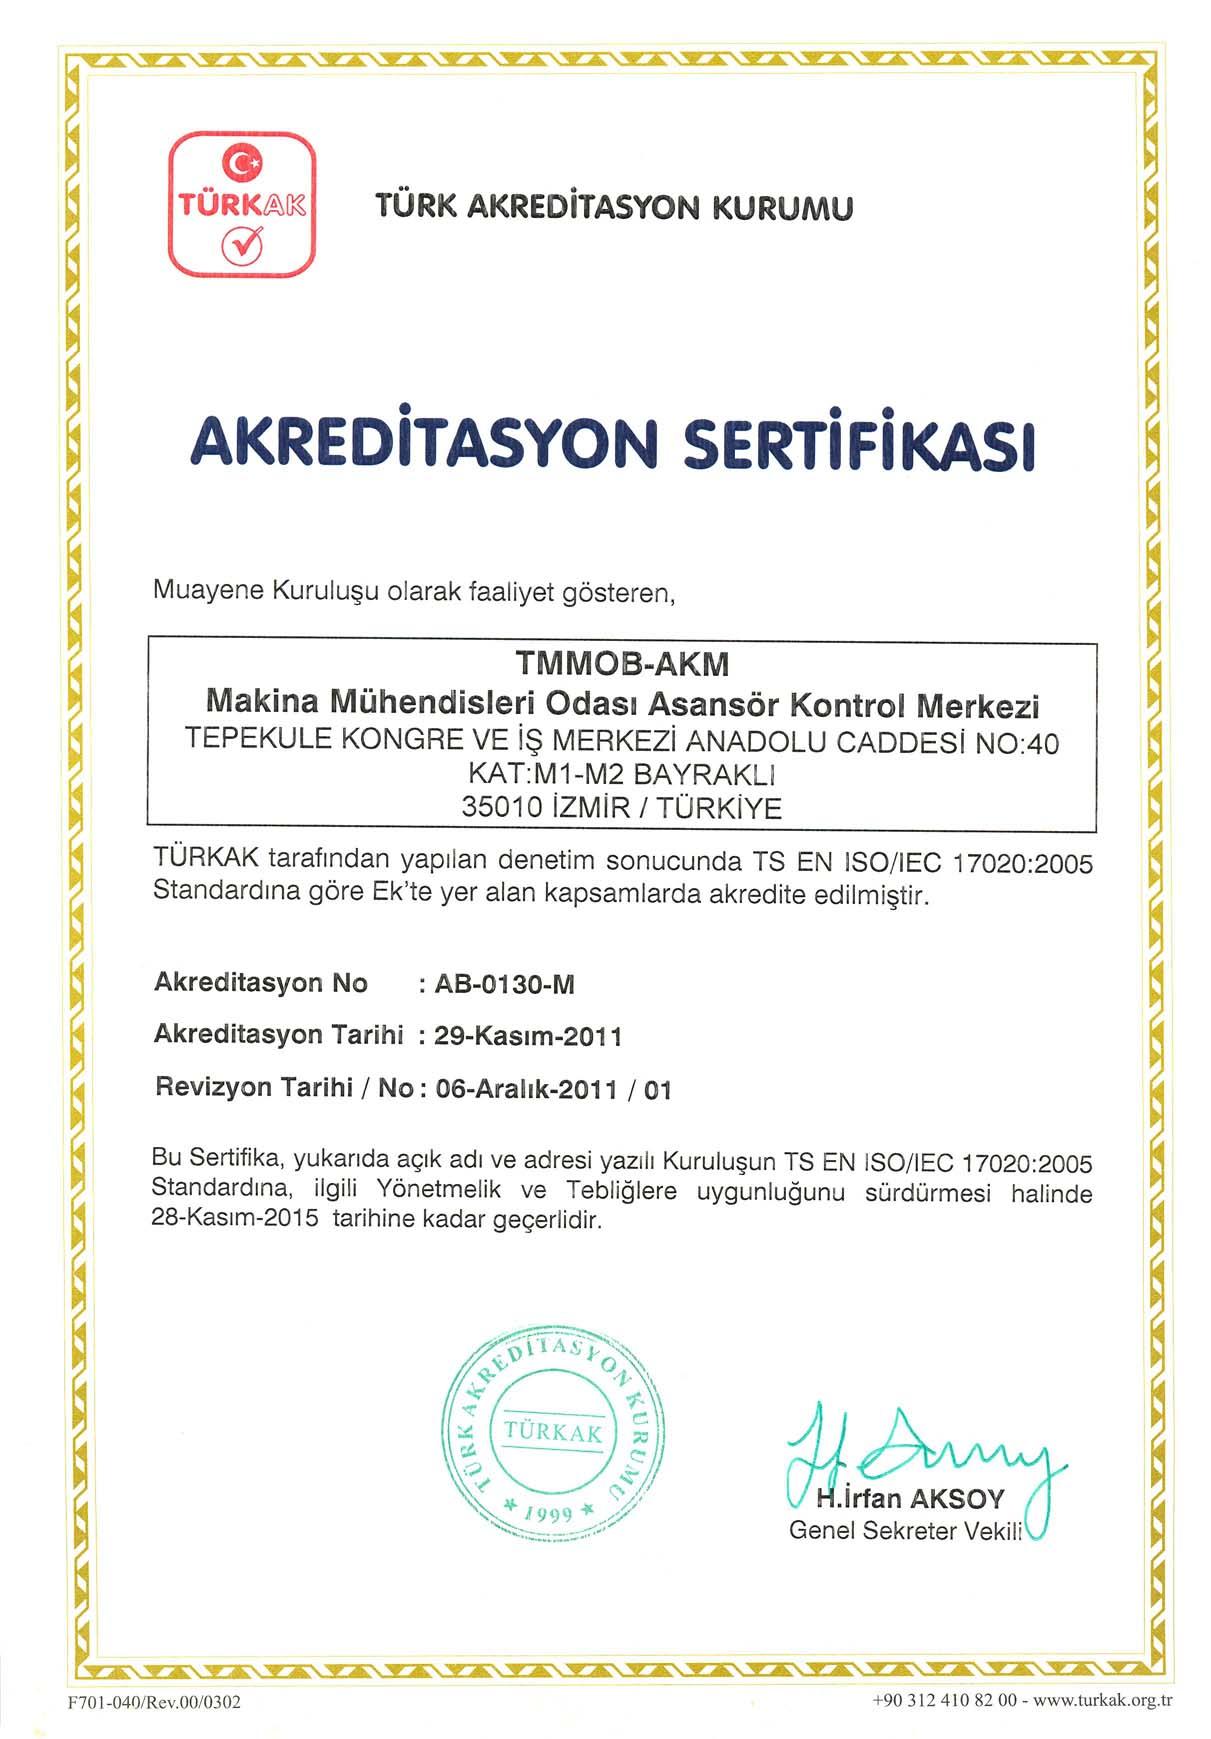 TÜRKAK
TÜRK AKREDİTASYON KURUMU
AKREDİTASYON SERTİFİKASI
Muayene Kuruluşu olarak faaliyet gösteren,
TMMOB-AKM
Makina Mühendisleri Odası Asansör Kontrol Merkezi
TEPEKULE KONGRE VE İŞ MERKEZİ ANADOLU CADDESİ NO:40
KAT:M1-M2 BAYRAKLI
35010 İZMİR / TÜRKİYE
TÜRKAK tarafından yapılan denetim sonucunda TS EN ISO/IEC 17020:2005
Standardına göre Ek'te yer alan kapsamlarda akredite edilmiştir.
Akreditasyon No : AB-0130-M
Akreditasyon Tarihi : 29-Kasım-2011
Revizyon Tarihi / No : 06-Aralık-2011 / 01
Bu Sertifika, yukarıda açık adı ve adresi yazılı Kuruluşun TS EN ISO/IEC 17020:2005
Standardına, ilgili Yönetmelik ve Tebliğlere uygunluğunu sürdürmesi halinde
28-Kasım-2015 tarihine kadar geçerlidir.
TÜRK AKREDİTASYON KURUMU
TÜRKAK
1999
H.İrfan AKSOY
Genel Sekreter Vekili
F701-040/Rev.00/0302
+90 312 410 82 00 - www.turkak.org.tr